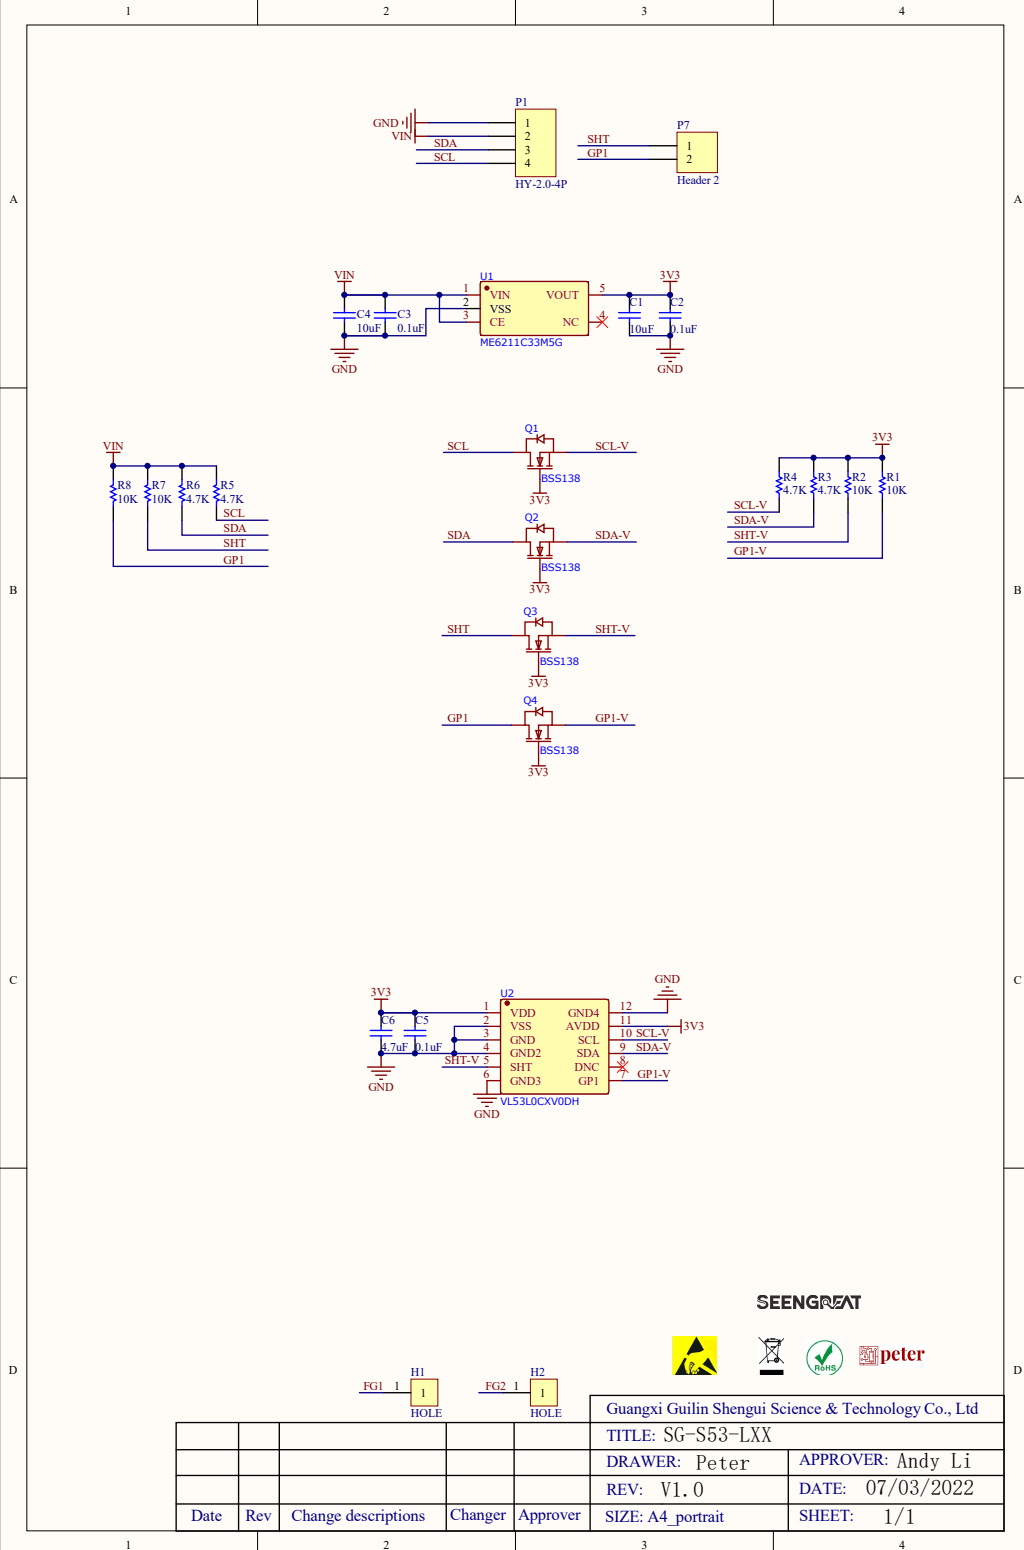 1 2 3 4
A A
B B
C C
D D
P1
GND
VIN
SDA
SCL
1
2
3
4
HY-2.0-4P
P7
SHT
GP1
1
2
Header 2
VIN
C4
10uF
C3
0.1uF
GND
U1
1 VIN VOUT 5
2 VSS
3 CE NC 4
ME6211C33M5G
3V3
C1
10uF
C2
0.1uF
GND
VIN
R8
10K
R7
10K
R6
4.7K
R5
4.7K
SCL
SDA
SHT
GP1
Q1
SCL SCL-V
BSS138
3V3
Q2
SDA SDA-V
BSS138
3V3
Q3
SHT SHT-V
BSS138
3V3
Q4
GP1 GP1-V
BSS138
3V3
3V3
R4
4.7K
R3
4.7K
R2
10K
R1
10K
SCL-V
SDA-V
SHT-V
GP1-V
3V3
C6
4.7uF
C5
0.1uF
GND
U2
1 VDD GND4 12
2 VSS AVDD 11
3 GND SCL 10 SCL-V
4 GND2 SDA 9 SDA-V
SHT-V 5 SHT DNC 8
6 GND3 GP1 7 GP1-V
GND
3V3
GND
VL53L0CXV0DH
SEENGREAT
RoHS
peter
H1
FG1 1 1
HOLE
H2
FG2 1 1
HOLE
Guangxi Guilin Shengui Science & Technology Co., Ltd
TITLE: SG-S53-LXX
DRAWER: Peter APPROVER: Andy Li
REV: V1.0 DATE: 07/03/2022
Date Rev Change descriptions Changer Approver SIZE: A4_portrait SHEET: 1/1
1 2 3 4